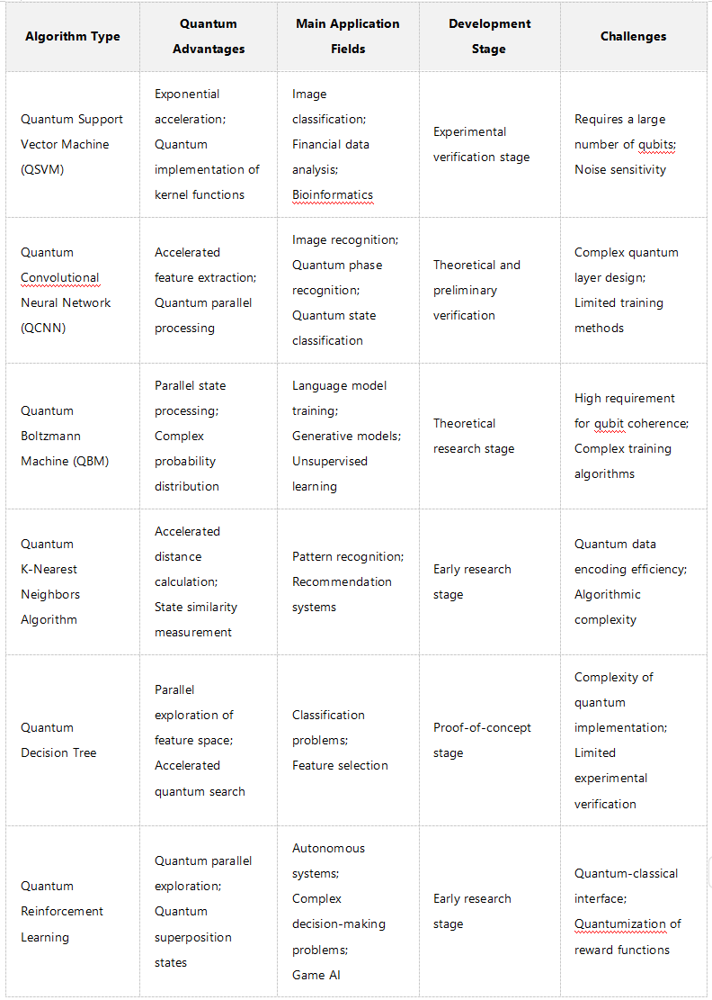 Algorithm Type
Quantum
Advantages
Main Application
Fields
Development
Stage
Challenges
Quantum Support
Vector Machine
(QSVM)
Exponential
acceleration;
Quantum
implementation of
kernel functions
Image
classification;
Financial data
analysis;
Bioinformatics
Experimental
verification stage
Requires a large
number of qubits;
Noise sensitivity
Quantum
Convolutional
Neural Network
(QCNN)
Accelerated
feature extraction;
Quantum parallel
processing
Image recognition;
Quantum phase
recognition;
Quantum state
classification
Theoretical and
preliminary
verification
Complex quantum
layer design;
Limited training
methods
Quantum
Boltzmann
Machine (QBM)
Parallel state
processing;
Complex
probability
distribution
Language model
training;
Generative models;
Unsupervised
learning
Theoretical
research stage
High requirement
for qubit coherence;
Complex training
algorithms
Quantum
K-Nearest
Neighbors
Algorithm
Accelerated
distance
calculation;
State similarity
measurement
Pattern recognition;
Recommendation
systems
Early research
stage
Quantum data
encoding efficiency;
Algorithmic
complexity
Quantum
Decision Tree
Parallel
exploration of
feature space;
Accelerated
quantum search
Classification
problems;
Feature selection
Proof-of-concept
stage
Complexity of
quantum
implementation;
Limited
experimental
verification
Quantum
Reinforcement
Learning
Quantum parallel
exploration;
Quantum
superposition
states
Autonomous
systems;
Complex
decision-making
problems;
Game AI
Early research
stage
Quantum-classical
interface;
Quantumization of
reward functions